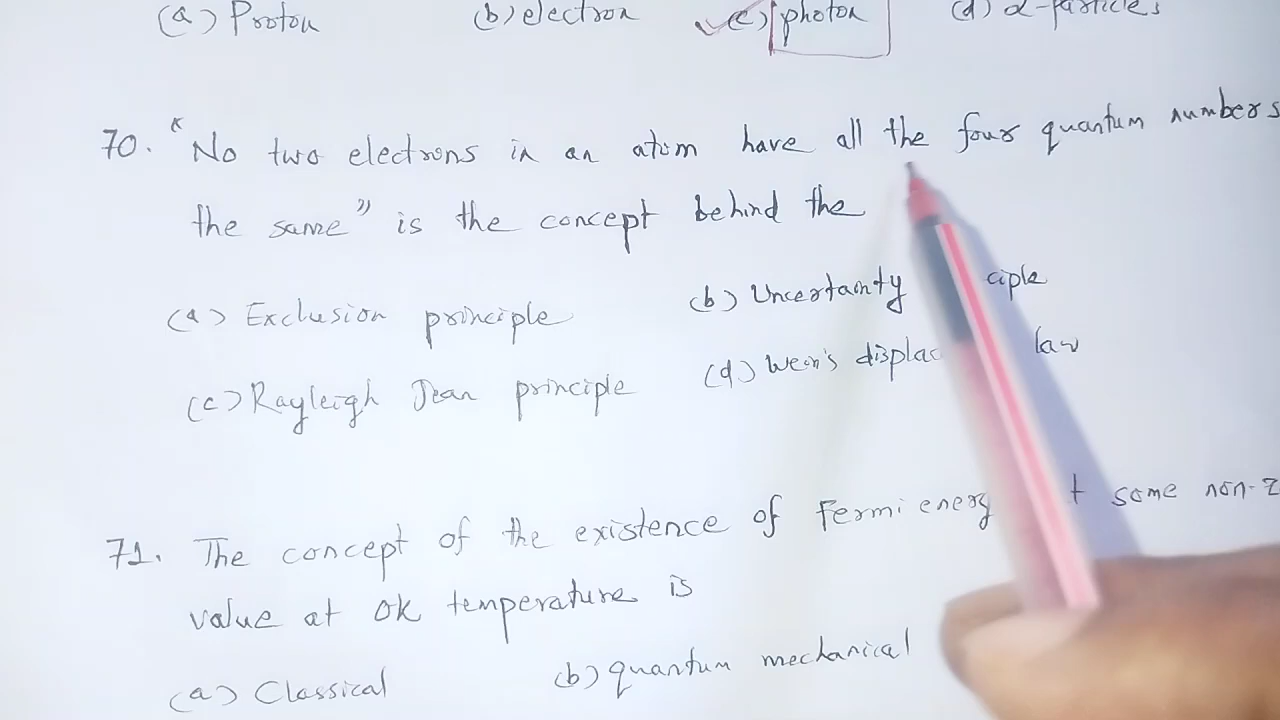 (a) Proton (b) electron (c) photon (d) α-particles
70. "No two electrons in an atom have all the four quantum numbers
the same" is the concept behind the
(a) Exclusion principle (b) Uncertainty ciple
(c) Rayleigh Jean principle (d) Wein's displac law
71. The concept of the existence of Fermi energy t some non-z
value at 0K temperature is
(a) Classical (b) quantum mechanical